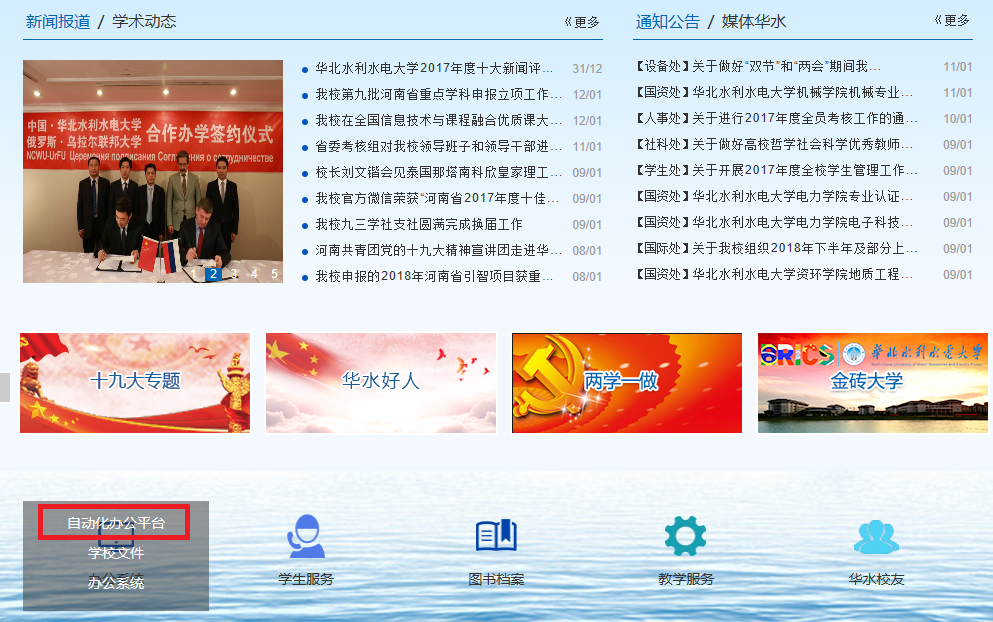 新闻报道 / 学术动态
《更多
中国·华北水利水电大学
俄罗斯·乌拉尔联邦大学
合作办学签约仪式
NCWU-UrFU Церемония подписания Соглашения о сотрудничестве
1 2 3 4 5
华北水利水电大学2017年度十大新闻评… 31/12
我校第九批河南省重点学科申报立项工作… 12/01
我校在全国信息技术与课程融合优质课大… 12/01
省委考核组对我校领导班子和领导干部进… 11/01
校长刘文锴会见泰国那塔南科欣皇家理工… 09/01
我校官方微信荣获“河南省2017年度十佳… 09/01
我校九三学社支社圆满完成换届工作 09/01
河南共青团党的十九大精神宣讲团走进华… 08/01
我校申报的2018年河南省引智项目获重… 08/01
通知公告 / 媒体华水
《更多
【设备处】关于做好“双节”和“两会”期间我… 11/01
【国资处】华北水利水电大学机械学院机械专业… 11/01
【人事处】关于进行2017年度全员考核工作的通… 10/01
【社科处】关于做好高校哲学社会科学优秀教师… 09/01
【学生处】关于开展2017年度全校学生管理工作… 09/01
【国资处】华北水利水电大学电力学院专业认证… 09/01
【国资处】华北水利水电大学电力学院电子科技… 09/01
【国际处】关于我校组织2018年下半年及部分上… 09/01
【国资处】华北水利水电大学资环学院地质工程… 09/01
十九大专题
华水好人
两学一做
BRICS
华北水利水电大学
金砖大学
自动化办公平台
学校文件
办公系统
学生服务
图书档案
教学服务
华水校友